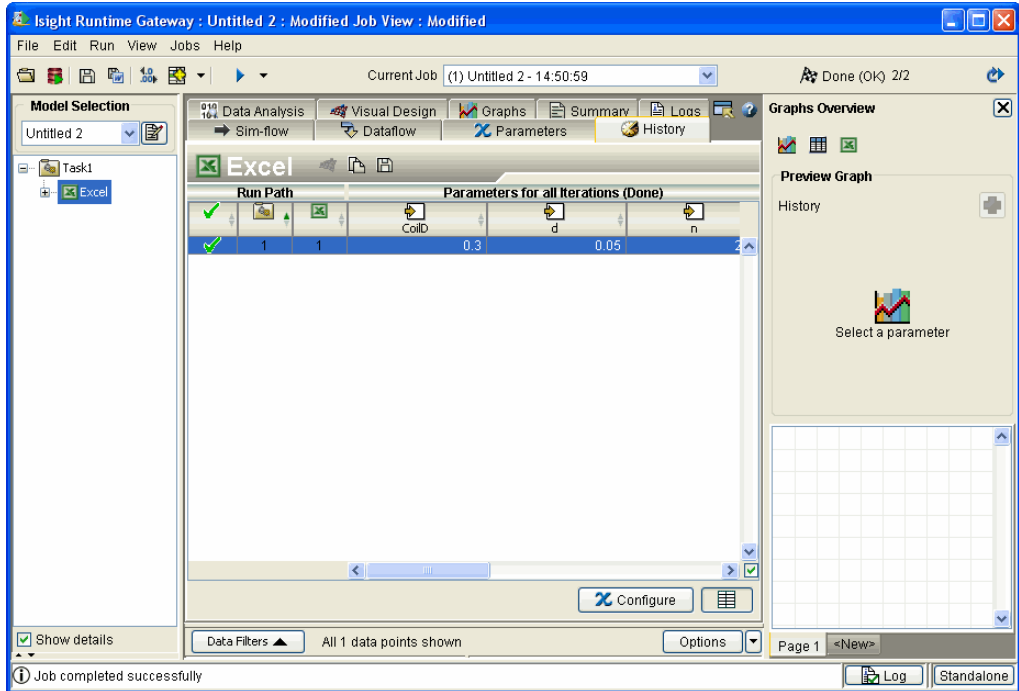 Isight Runtime Gateway : Untitled 2 : Modified Job View : Modified
File Edit Run View Jobs Help
Current Job (1) Untitled 2 - 14:50:59 Done (OK) 2/2
Model Selection
Untitled 2
Task1
Excel
Data Analysis Visual Design Graphs Summary Logs
Sim-flow Dataflow Parameters History
Excel
Run Path Parameters for all Iterations (Done)
CoilD d n
1 1 0.3 0.05 2
Configure
Show details
Data Filters All 1 data points shown Options
Graphs Overview
Preview Graph
History
Select a parameter
Page 1 <New>
Job completed successfully
Log Standalone